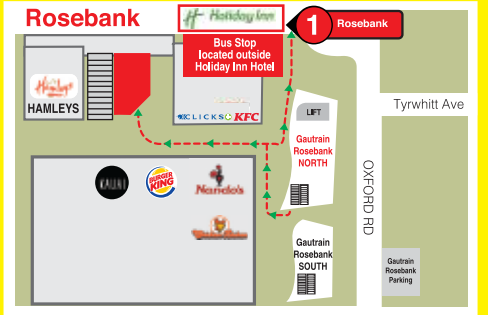 Rosebank
Holiday Inn
1
Rosebank
Bus Stop
located outside
Holiday Inn Hotel
Hamleys
HAMLEYS
CLICKS
KFC
LIFT
Tyrwhitt Ave
Gautrain
Rosebank
NORTH
KAUAI
BURGER
KING
Nando's
OXFORD RD
Gautrain
Rosebank
SOUTH
Gautrain
Rosebank
Parking